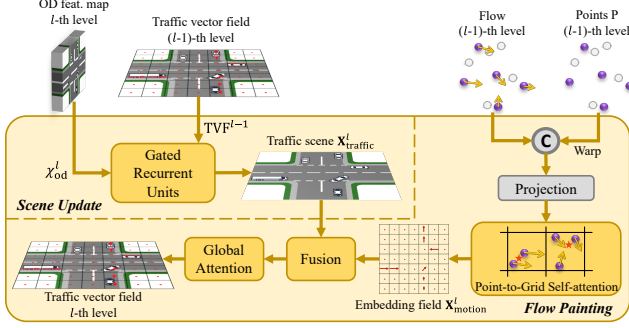 OD feat. map
l-th level
Traffic vector field
(l-1)-th level
Flow
(l-1)-th level
Points P
(l-1)-th level
TVF^{l−1}
χ^l_od
Gated
Recurrent
Units
Traffic scene X^l_traffic
Scene Update
C
Warp
Projection
Point-to-Grid Self-attention
Flow Painting
Global
Attention
Fusion
Embedding field X^l_motion
Traffic vector field
l-th level